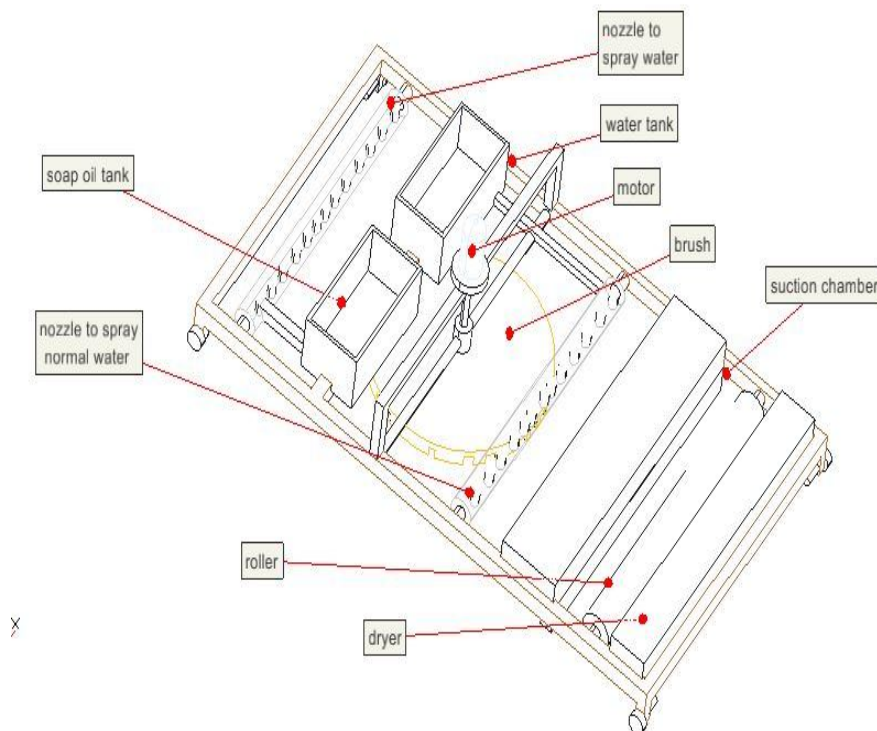 nozzle to
spray water
water tank
soap oil tank
motor
brush
suction chamber
nozzle to spray
normal water
roller
dryer
X